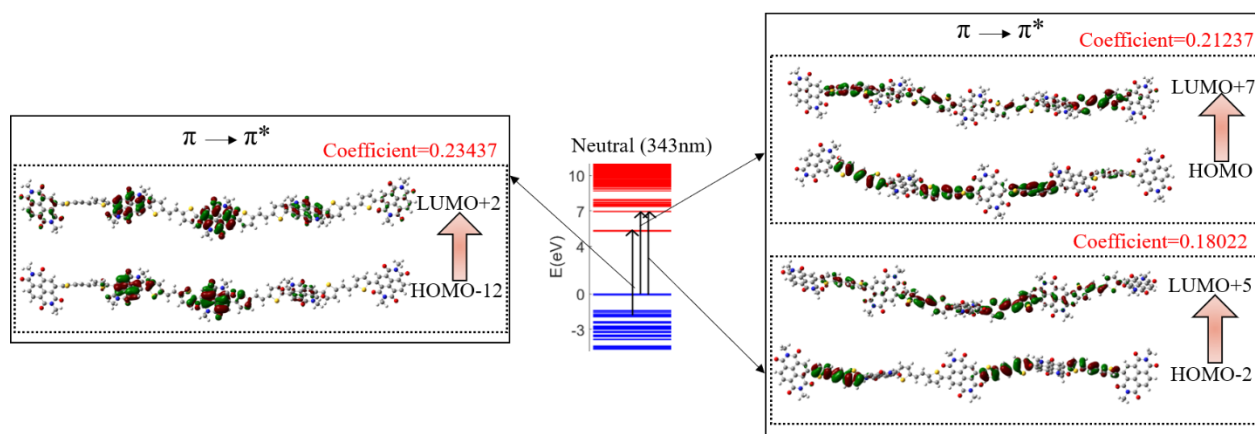 π → π*
Coefficient=0.23437
LUMO+2
HOMO-12
Neutral (343nm)
E(eV)
10
7
4
0
-3
π → π*
Coefficient=0.21237
LUMO+7
HOMO
Coefficient=0.18022
LUMO+5
HOMO-2